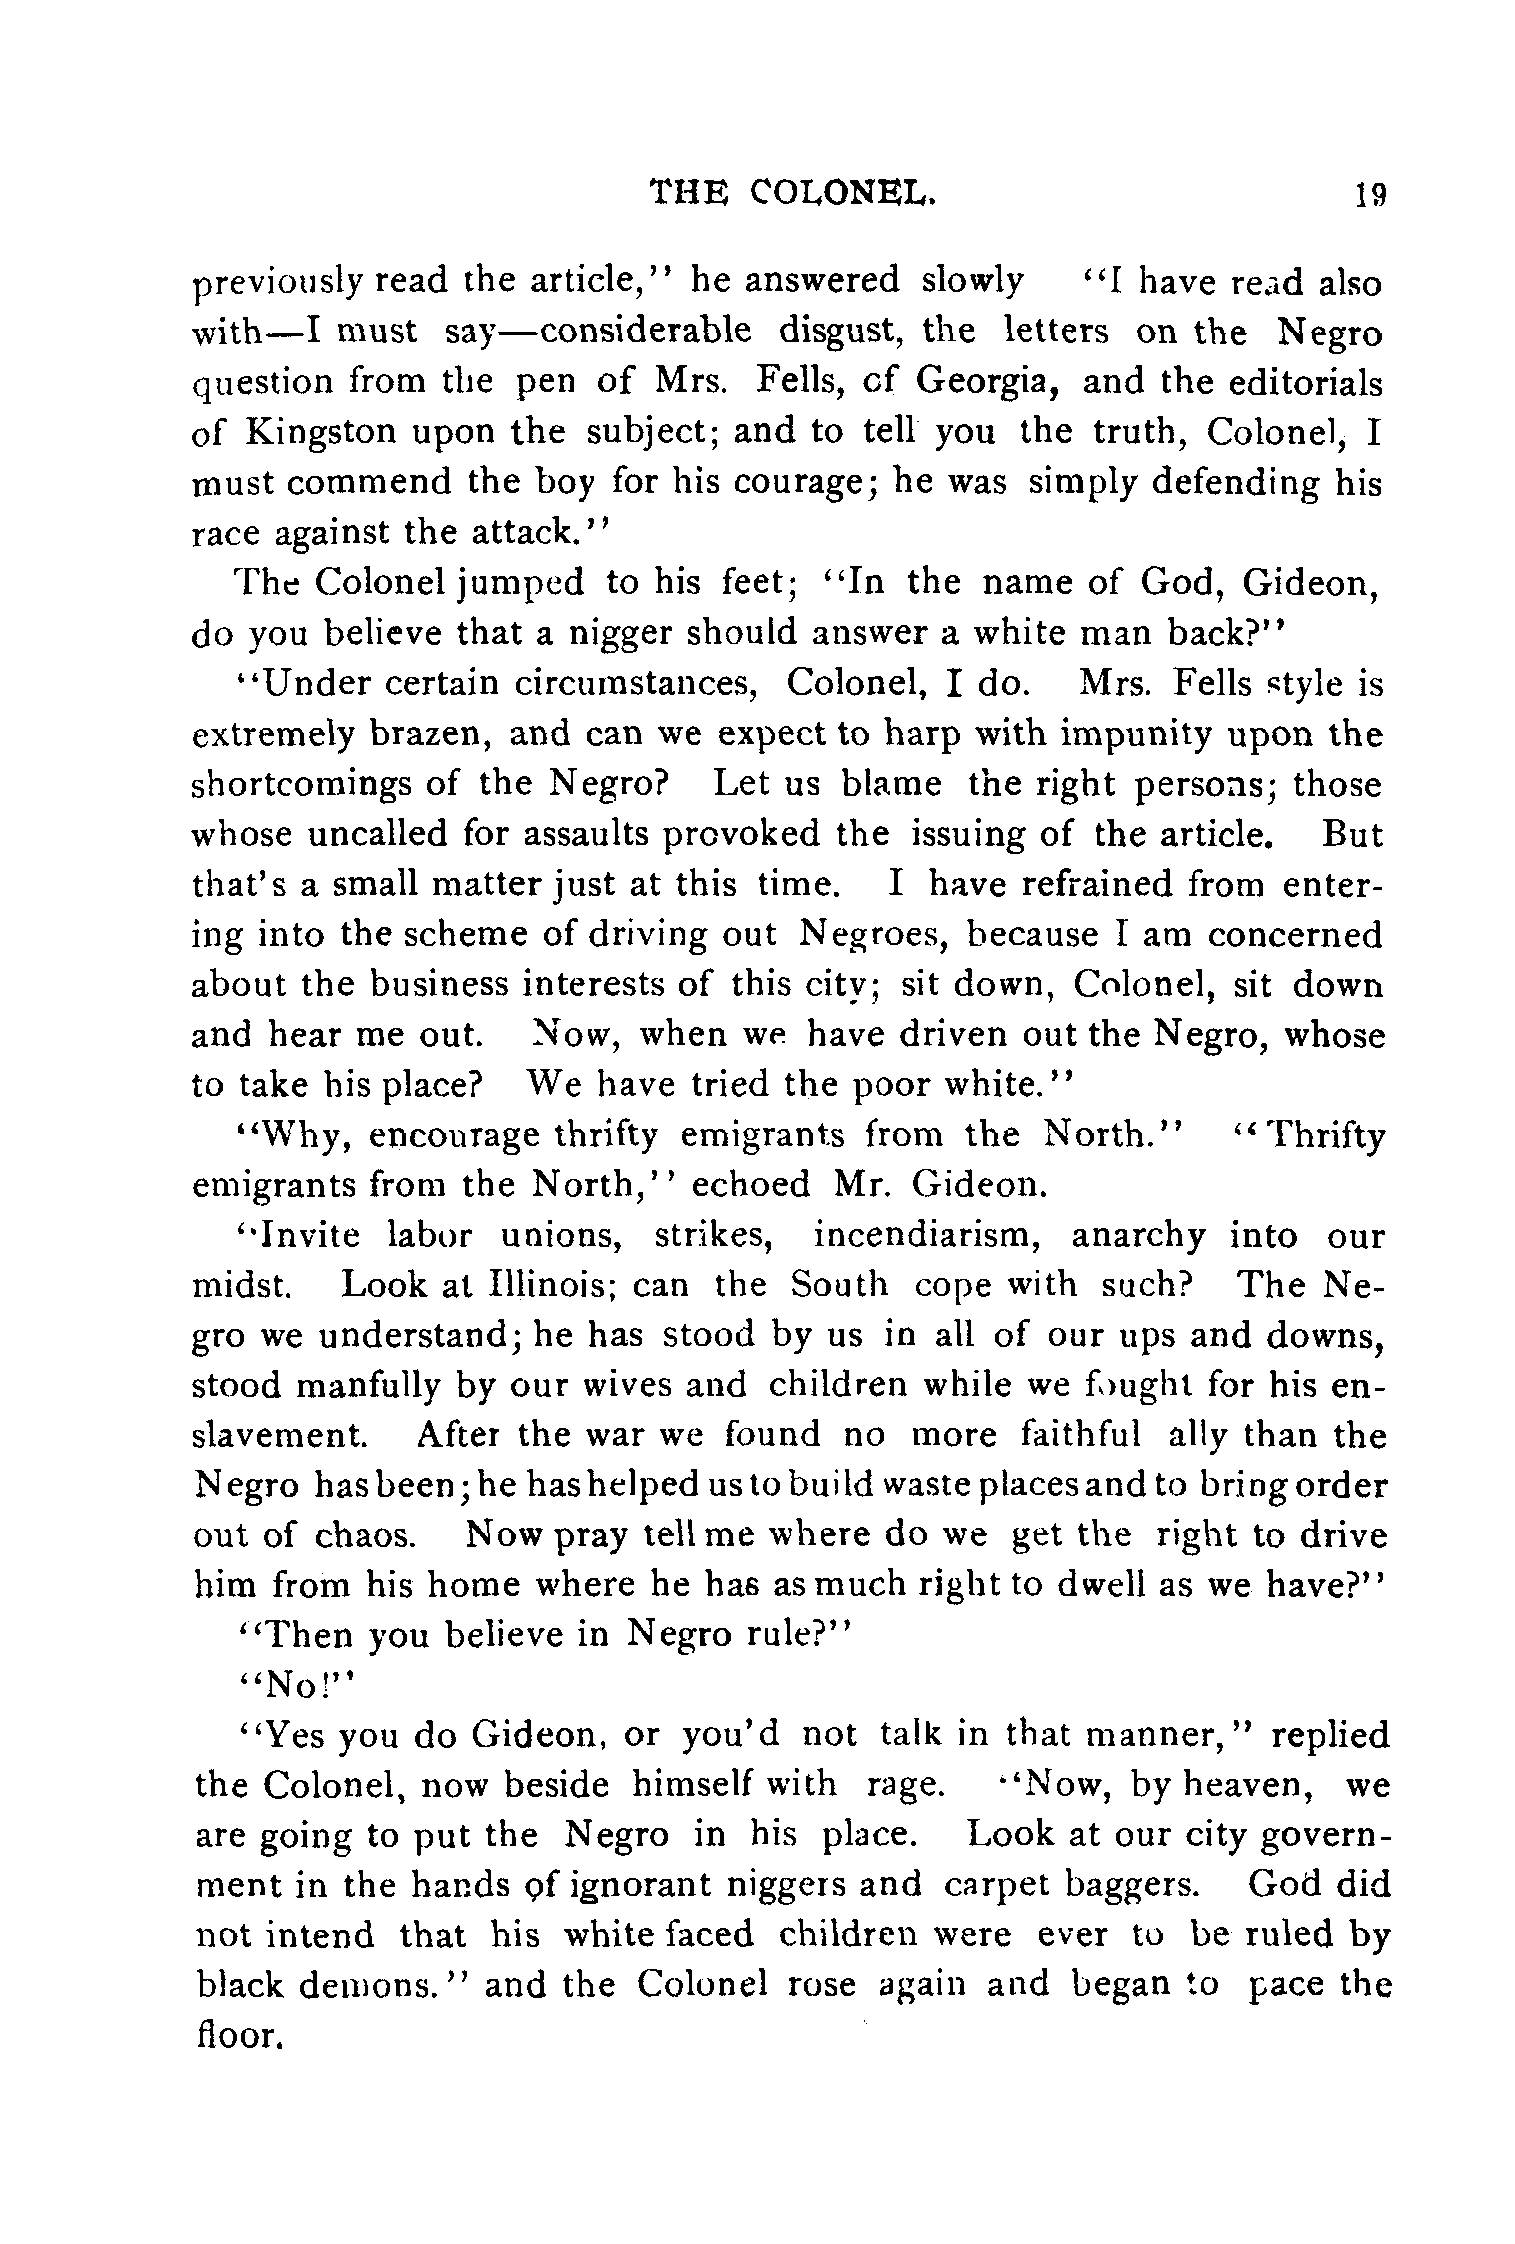 THE COLONEL. 19
previously read the article,'' he answered slowly ‘‘I have read also
with—I must say—considerable disgust, the letters on the Negro
question from the pen of Mrs. Fells, of Georgia, and the editorials
of Kingston upon the subject; and to tell you the truth, Colonel, I
must commend the boy for his courage; he was simply defending his
race against the attack.''
The Colonel jumped to his feet; ‘‘In the name of God, Gideon,
do you believe that a nigger should answer a white man back?''
‘‘Under certain circumstances, Colonel, I do. Mrs. Fells style is
extremely brazen, and can we expect to harp with impunity upon the
shortcomings of the Negro? Let us blame the right persons; those
whose uncalled for assaults provoked the issuing of the article. But
that's a small matter just at this time. I have refrained from enter-
ing into the scheme of driving out Negroes, because I am concerned
about the business interests of this city; sit down, Colonel, sit down
and hear me out. Now, when we have driven out the Negro, whose
to take his place? We have tried the poor white.''
‘‘Why, encourage thrifty emigrants from the North.'' ‘‘Thrifty
emigrants from the North,'' echoed Mr. Gideon.
‘‘Invite labor unions, strikes, incendiarism, anarchy into our
midst. Look at Illinois; can the South cope with such? The Ne-
gro we understand; he has stood by us in all of our ups and downs,
stood manfully by our wives and children while we fought for his en-
slavement. After the war we found no more faithful ally than the
Negro has been; he has helped us to build waste places and to bring order
out of chaos. Now pray tell me where do we get the right to drive
him from his home where he has as much right to dwell as we have?''
‘‘Then you believe in Negro rule?''
‘‘No!''
‘‘Yes you do Gideon, or you'd not talk in that manner,'' replied
the Colonel, now beside himself with rage. ‘‘Now, by heaven, we
are going to put the Negro in his place. Look at our city govern-
ment in the hands of ignorant niggers and carpet baggers. God did
not intend that his white faced children were ever to be ruled by
black demons.'' and the Colonel rose again and began to pace the
floor.